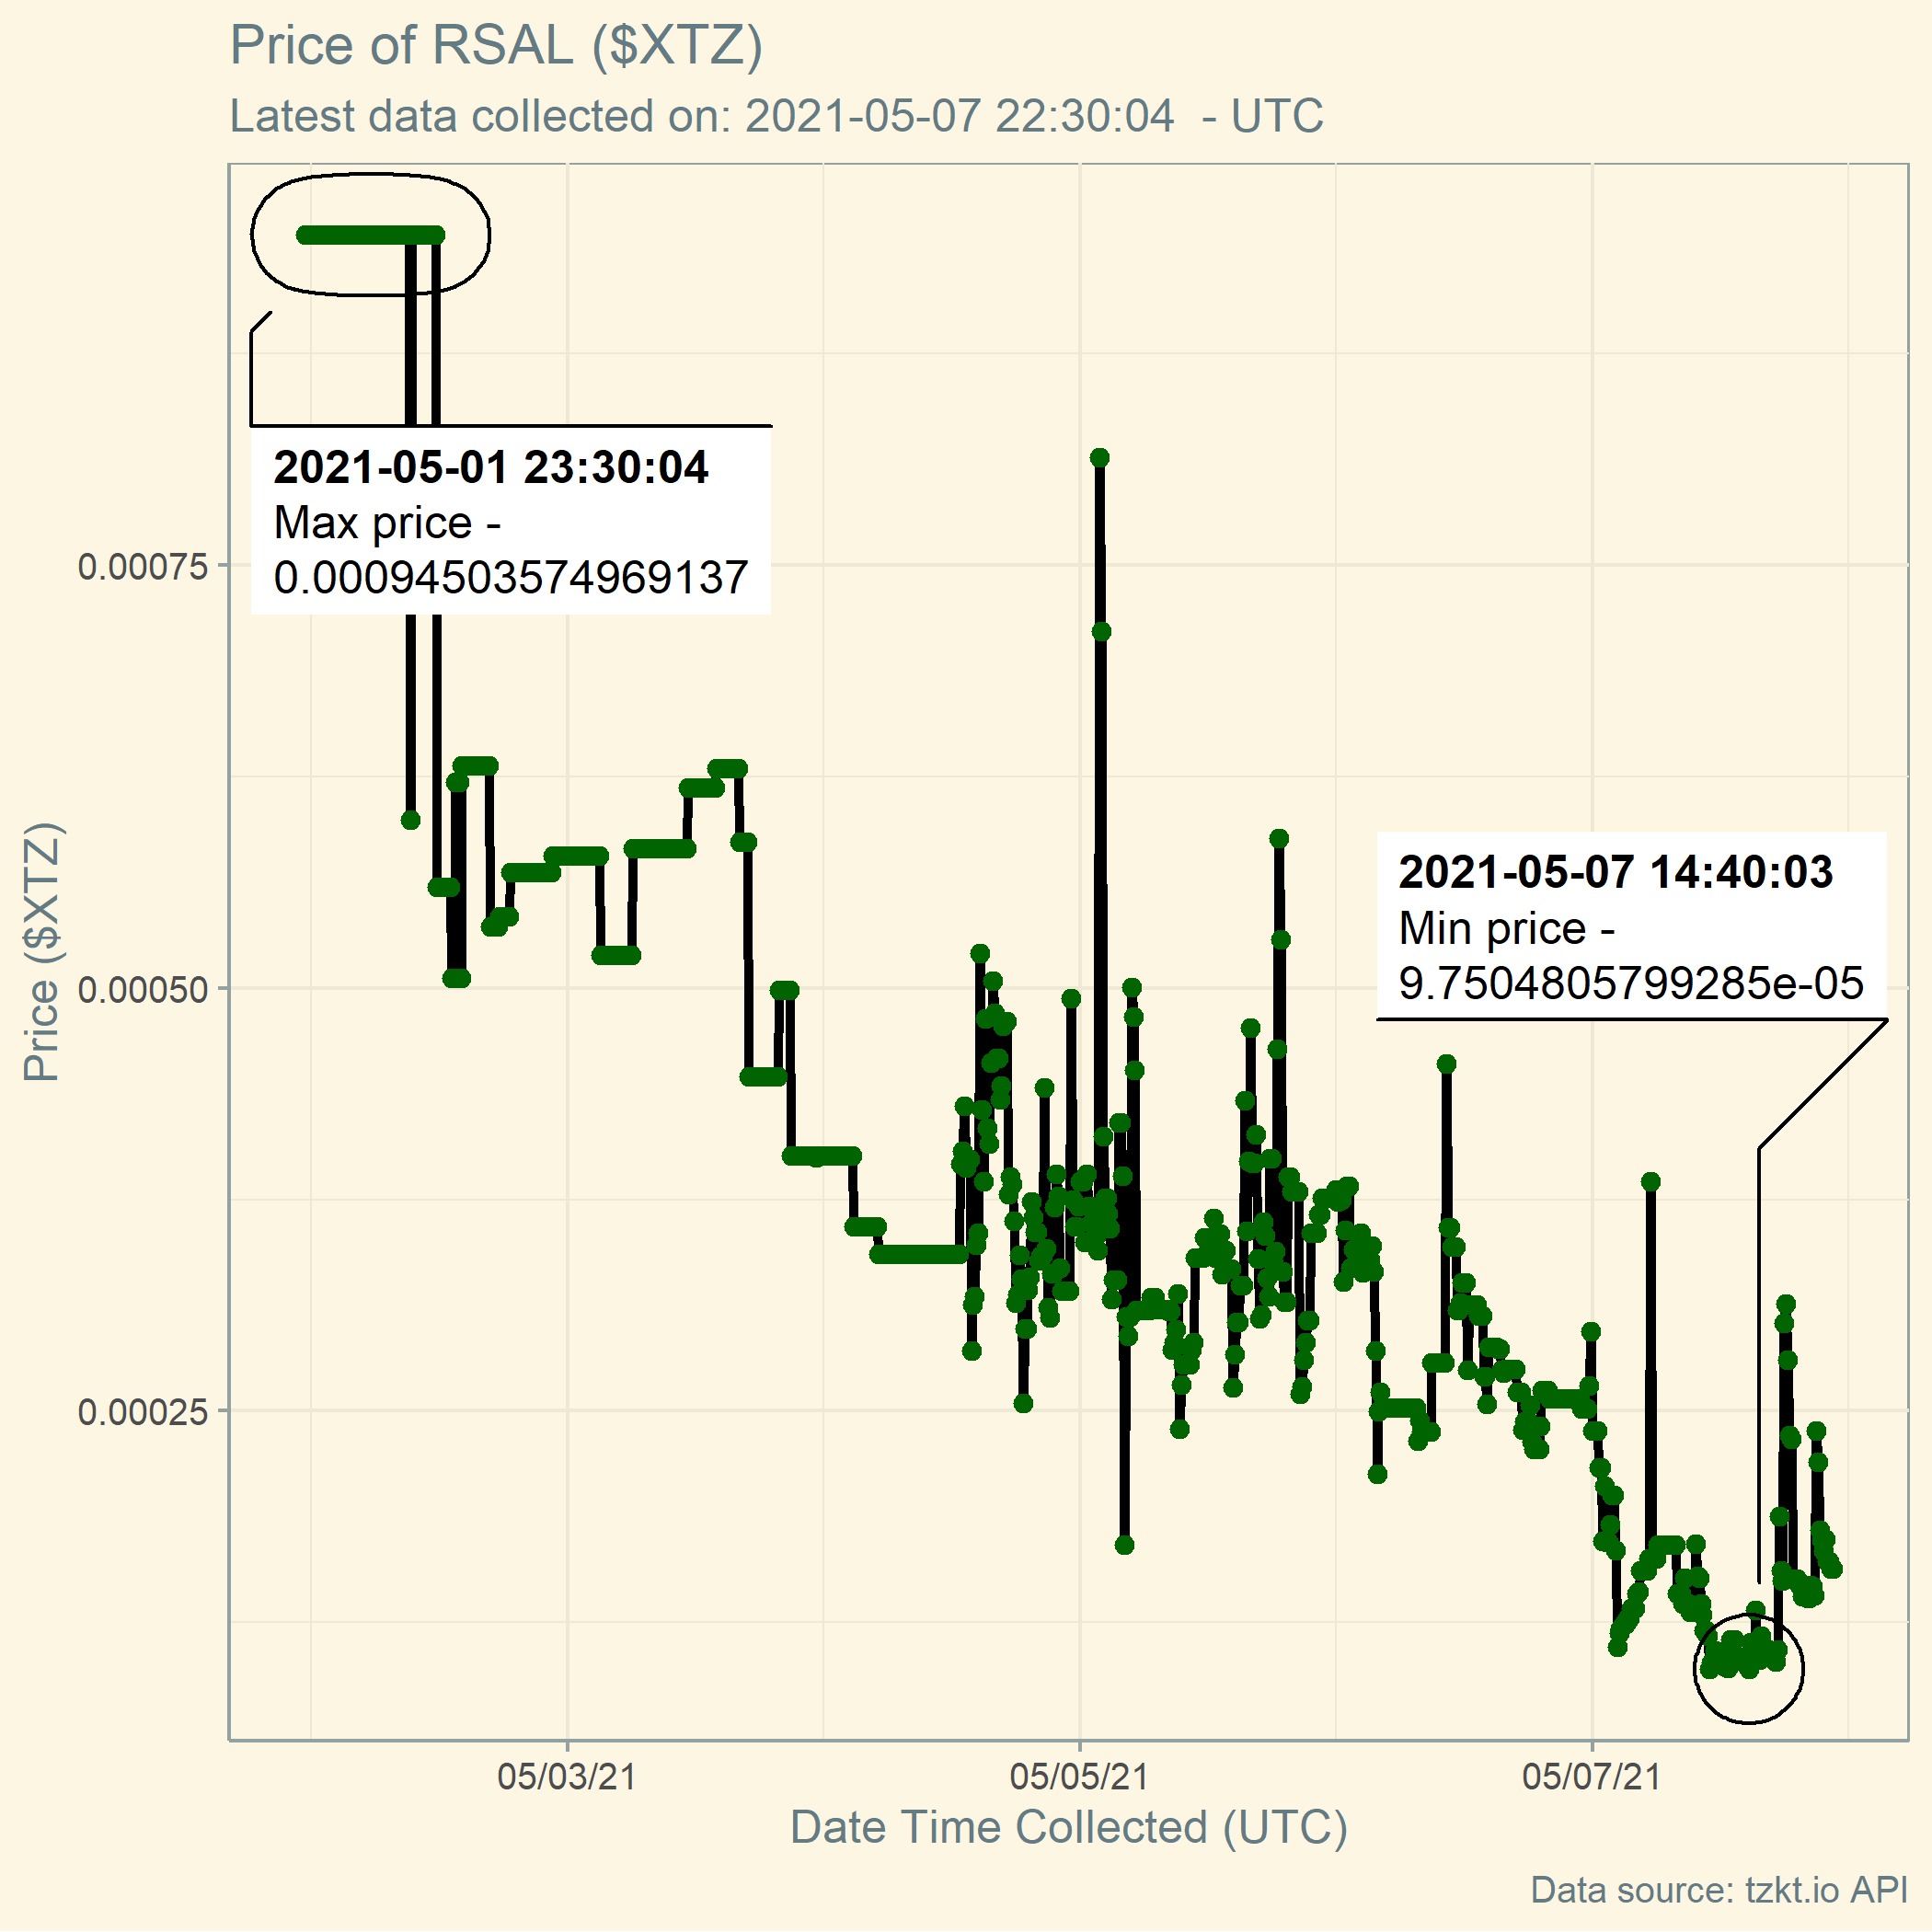 Price of RSAL ($XTZ)
Latest data collected on: 2021-05-07 22:30:04  - UTC
2021-05-01 23:30:04
Max price -
0.00094503574969137
0.00075
2021-05-07 14:40:03
Min price -
9.7504805799285e-05
0.00050
0.00025
Price ($XTZ)
05/03/21
05/05/21
05/07/21
Date Time Collected (UTC)
Data source: tzkt.io API